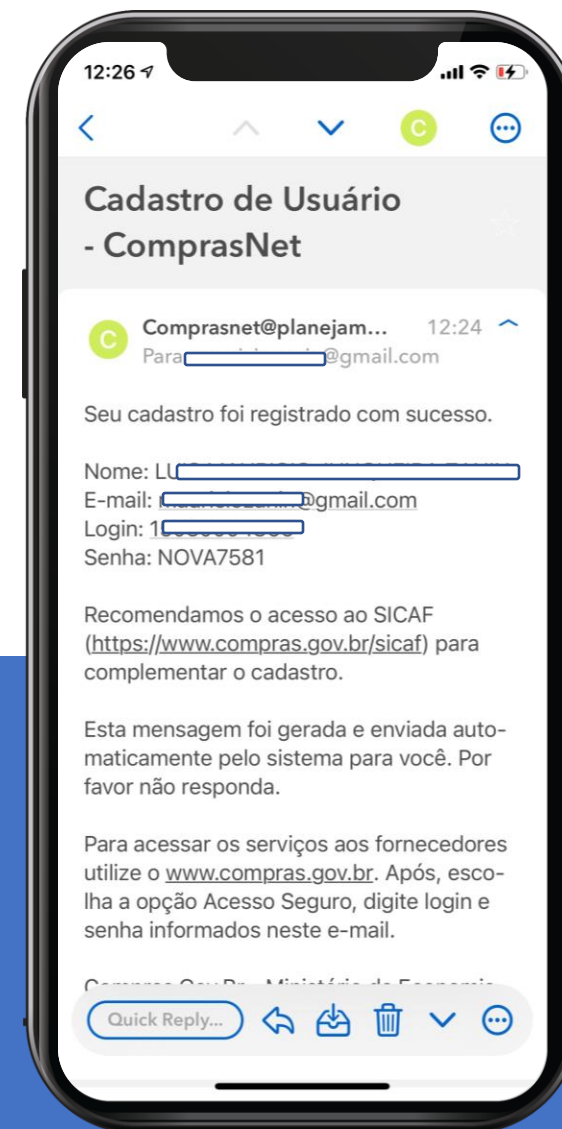 12:26
C
Cadastro de Usuário
- ComprasNet
C
Comprasnet@planejam... 12:24
Para @gmail.com
Seu cadastro foi registrado com sucesso.
Nome:
E-mail: @gmail.com
Login:
Senha: NOVA7581
Recomendamos o acesso ao SICAF
(https://www.compras.gov.br/sicaf) para
complementar o cadastro.
Esta mensagem foi gerada e enviada auto-
maticamente pelo sistema para você. Por
favor não responda.
Para acessar os serviços aos fornecedores
utilize o www.compras.gov.br. Após, esco-
lha a opção Acesso Seguro, digite login e
senha informados neste e-mail.
Quick Reply...